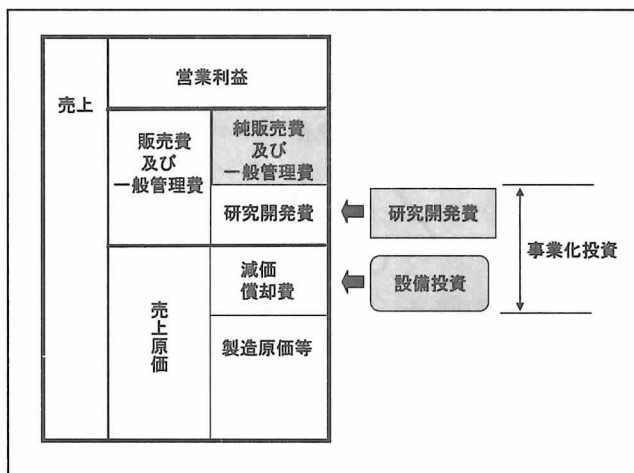 営業利益
売上
販売費
及び
一般管理費
純販売費
及び
一般管理費
研究開発費
研究開発費
事業化投資
減価
償却費
設備投資
売上原価
製造原価等